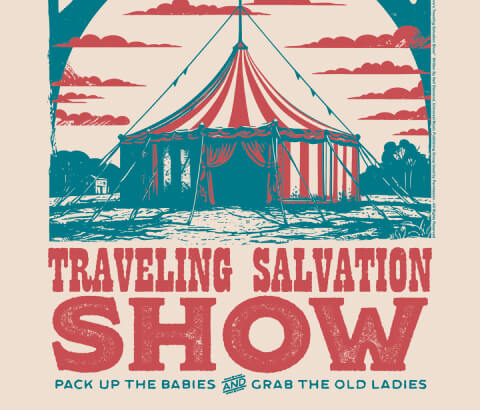 TRAVELING SALVATION
SHOW
PACK UP THE BABIES AND GRAB THE OLD LADIES